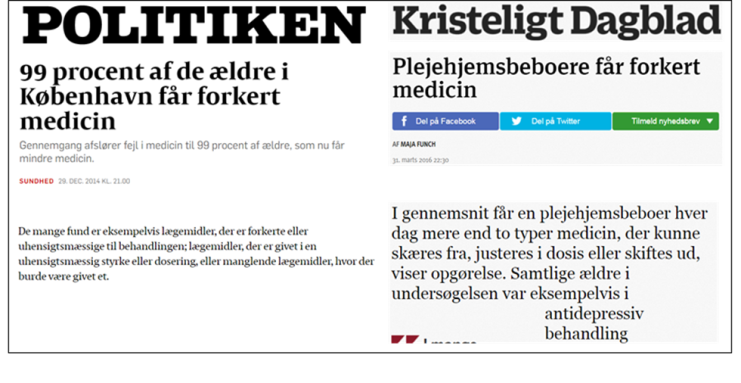 POLITIKEN
99 procent af de ældre i
København får forkert
medicin
Gennemgang afslører fejl i medicin til 99 procent af ældre, som nu får
mindre medicin.
SUNDHED 29. DEC. 2014 KL. 21.00
De mange fund er eksempelvis lægemidler, der er forkerte eller
uhensigtsmæssige til behandlingen; lægemidler, der er givet i en
uhensigtsmæssig styrke eller dosering, eller manglende lægemidler, hvor der
burde være givet et.
Kristeligt Dagblad
Plejehjemsbeboere får forkert
medicin
Del på Facebook Del på Twitter Tilmeld nyhedsbrev
AF MAJA FUNCH
31. marts 2016 22:30
I gennemsnit får en plejehjemsbeboer hver
dag mere end to typer medicin, der kunne
skæres fra, justeres i dosis eller skiftes ud,
viser opgørelse. Samtlige ældre i
undersøgelsen var eksempelvis i
antidepressiv
behandling